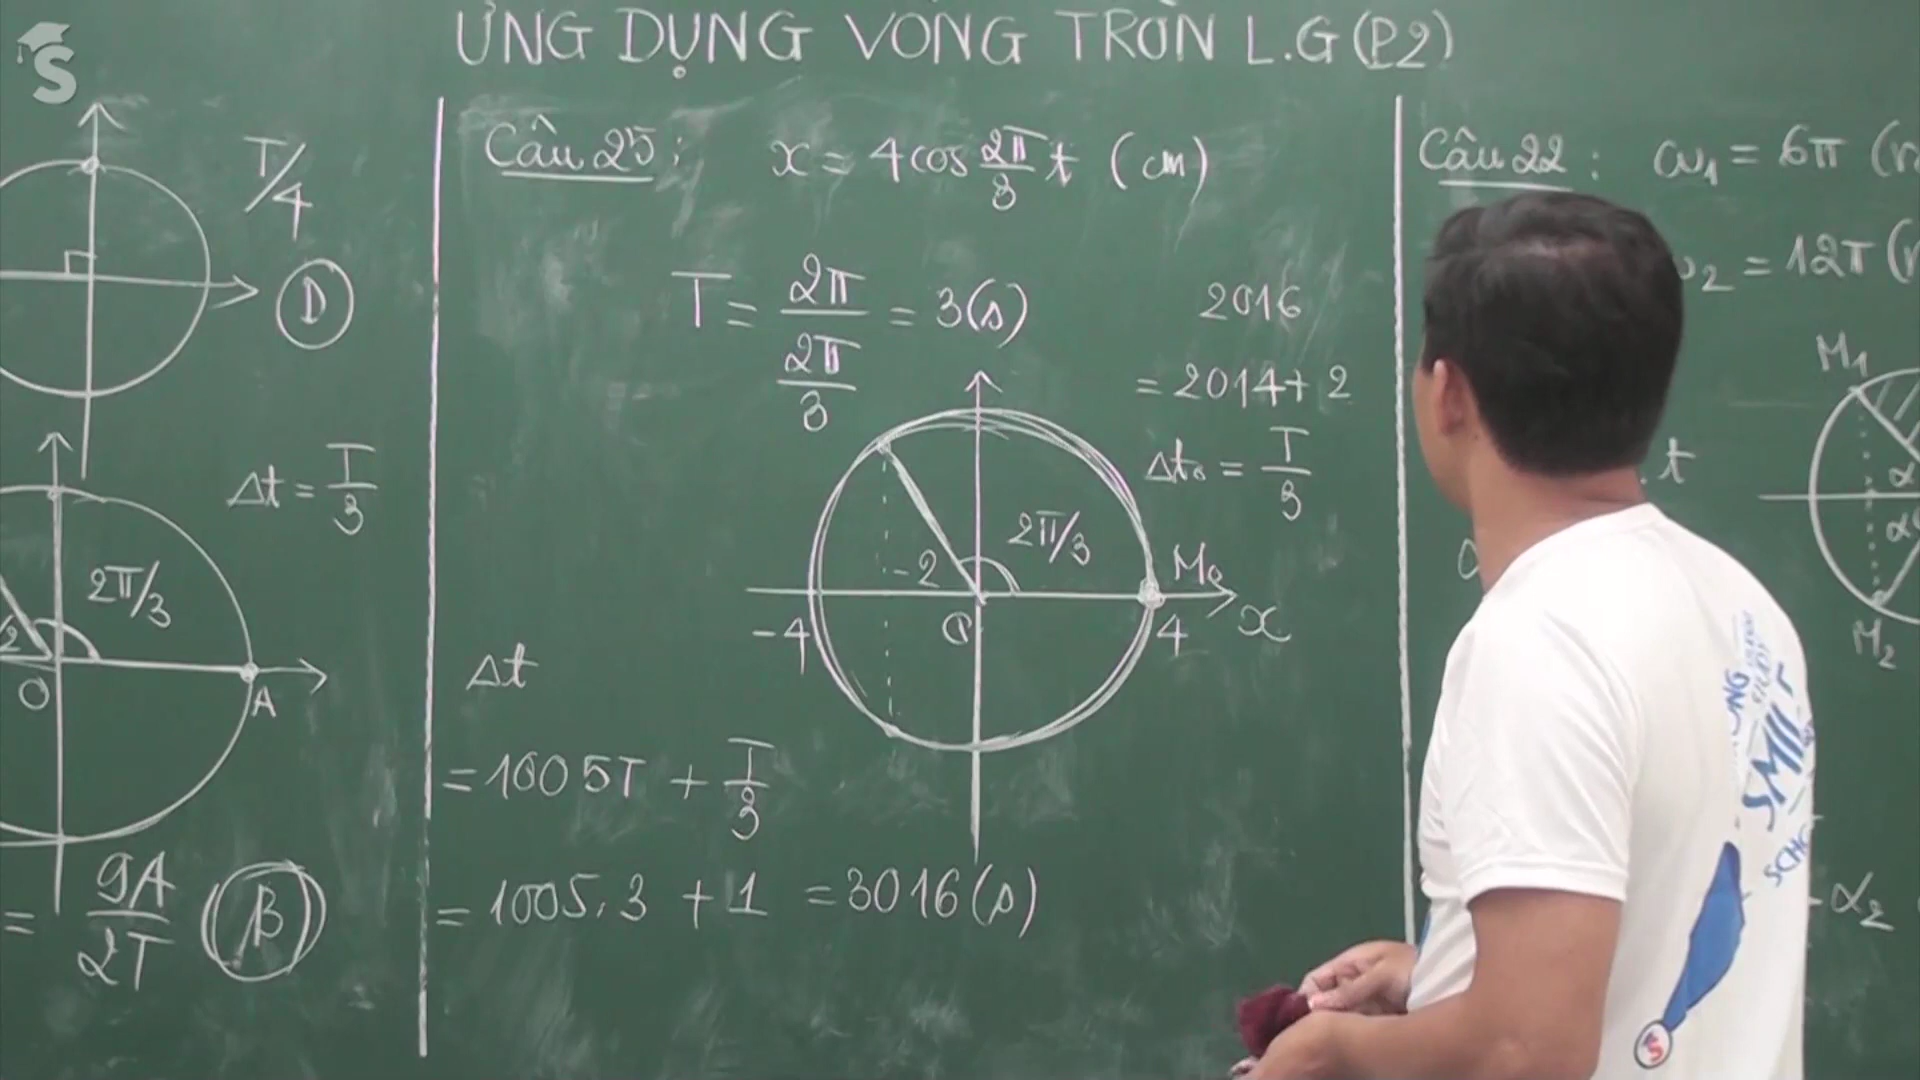 ỨNG DỤNG VÒNG TRÒN L.G (P2)
T/4
D
Δt = T/3
2π/3
O
A
= 9A/2T
B
Câu 25 : x = 4cos 2π/3 t (cm)
T = 2π / 2π/3 = 3(s)
2016
= 2014 + 2
Δt₀ = T/3
2π/3
-2
M₀
-4
O
4
x
Δt
= 1005T + T/3
= 1005.3 + 1 = 3016(s)
Câu 22 : ω₁ = 6π
= 12π
M₁
t
α
M₂
- α₂
SMILE
S